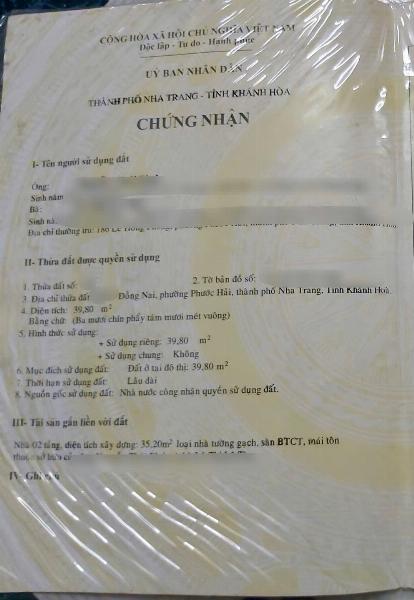 CỘNG HÒA XÃ HỘI CHỦ NGHĨA VIỆT NAM
Độc lập - Tự do - Hạnh phúc
ỦY BAN NHÂN DÂN
THÀNH PHỐ NHA TRANG - TỈNH KHÁNH HÒA
CHỨNG NHẬN
I- Tên người sử dụng đất
Ông:
Sinh năm
Bà:
Sinh nă
Địa chỉ thường trú:
II- Thửa đất được quyền sử dụng
1. Thửa đất số: 2. Tờ bản đồ số:
3. Địa chỉ thửa đất Đồng Nai, phường Phước Hải, thành phố Nha Trang, Tỉnh Khánh Hoà
4. Diện tích: 39,80 m²
Bằng chữ: (Ba mươi chín phẩy tám mươi mét vuông)
5. Hình thức sử dụng:
+ Sử dụng riêng: 39,80 m²
+ Sử dụng chung: Không
6. Mục đích sử dụng đất: Đất ở tại đô thị: 39.80 m²
7. Thời hạn sử dụng đất: Lâu dài
8. Nguồn gốc sử dụng đất: Nhà nước công nhận quyền sử dụng đất.
III- Tài sản gắn liền với đất
Nhà 02 tầng, diện tích xây dựng: 35,20m² loại nhà tường gạch, sàn BTCT, mái tôn
IV- Ghi chú